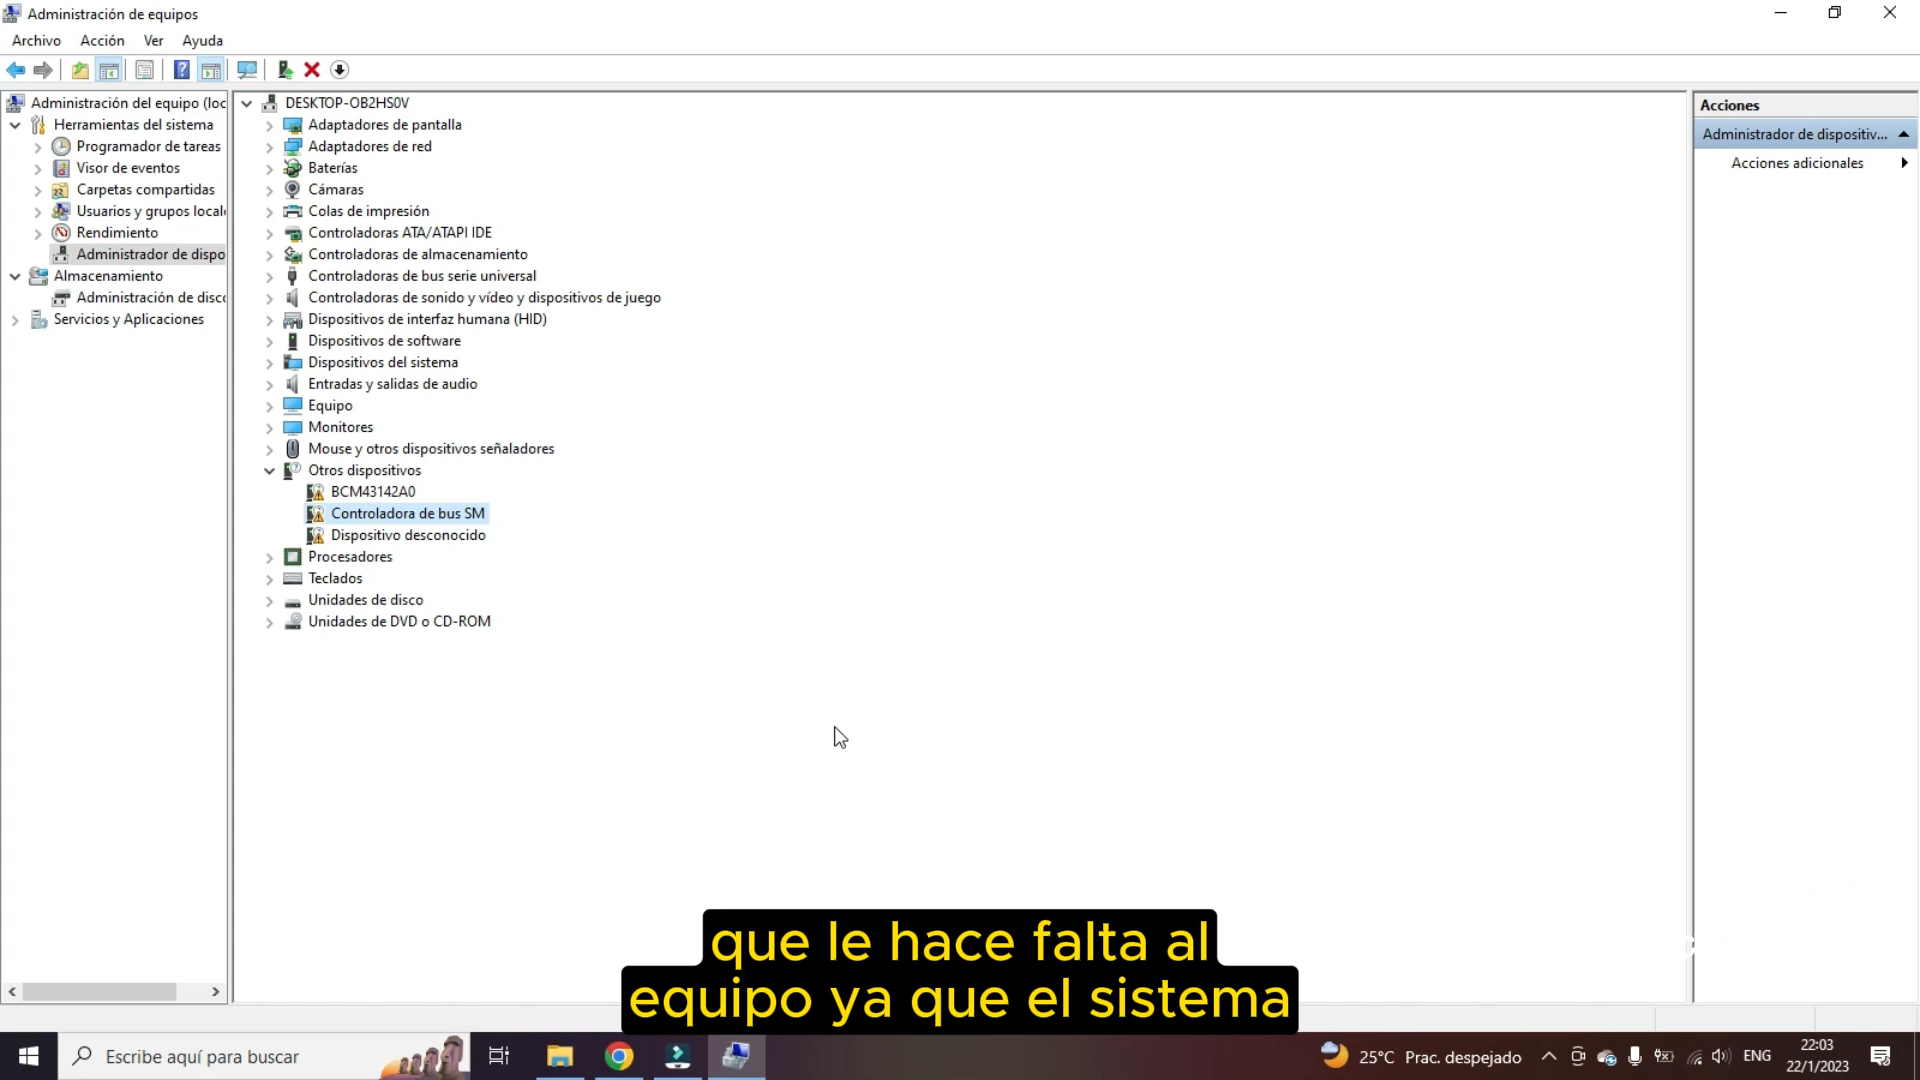 Administración de equipos
Archivo Acción Ver Ayuda
Administración del equipo (loc
Herramientas del sistema
Programador de tareas
Visor de eventos
Carpetas compartidas
Usuarios y grupos local
Rendimiento
Administrador de dispo
Almacenamiento
Administración de disc
Servicios y Aplicaciones
DESKTOP-OB2HS0V
Adaptadores de pantalla
Adaptadores de red
Baterías
Cámaras
Colas de impresión
Controladoras ATA/ATAPI IDE
Controladoras de almacenamiento
Controladoras de bus serie universal
Controladoras de sonido y vídeo y dispositivos de juego
Dispositivos de interfaz humana (HID)
Dispositivos de software
Dispositivos del sistema
Entradas y salidas de audio
Equipo
Monitores
Mouse y otros dispositivos señaladores
Otros dispositivos
BCM43142A0
Controladora de bus SM
Dispositivo desconocido
Procesadores
Teclados
Unidades de disco
Unidades de DVD o CD-ROM
Acciones
Administrador de dispositiv...
Acciones adicionales
que le hace falta al
equipo ya que el sistema
Escribe aquí para buscar
25°C Prac. despejado
ENG
22:03
22/1/2023